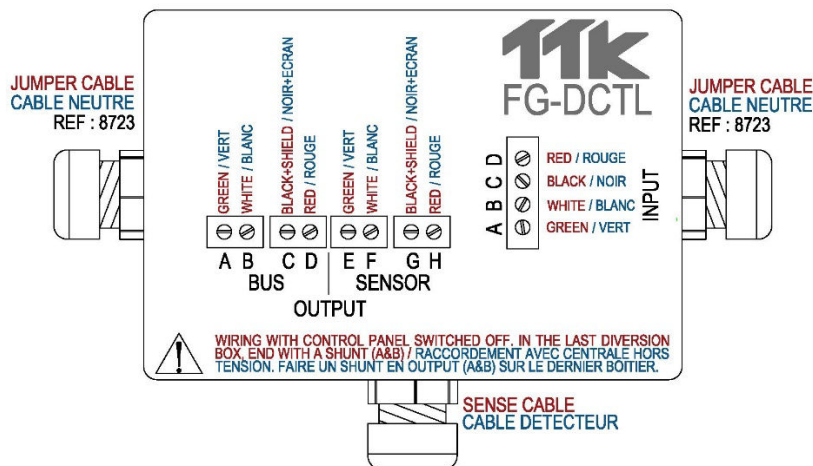 TTK
FG-DCTL
JUMPER CABLE
CABLE NEUTRE
REF : 8723
JUMPER CABLE
CABLE NEUTRE
REF : 8723
GREEN / VERT
WHITE / BLANC
BLACK+SHIELD / NOIR+ECRAN
RED / ROUGE
GREEN / VERT
WHITE / BLANC
BLACK+SHIELD / NOIR+ECRAN
RED / ROUGE
A B C D E F G H
BUS SENSOR
OUTPUT
D RED / ROUGE
C BLACK / NOIR
B WHITE / BLANC
A GREEN / VERT
INPUT
WIRING WITH CONTROL PANEL SWITCHED OFF. IN THE LAST DIVERSION
BOX, END WITH A SHUNT (A&B) / RACCORDEMENT AVEC CENTRALE HORS
TENSION. FAIRE UN SHUNT EN OUTPUT (A&B) SUR LE DERNIER BOITIER.
SENSE CABLE
CABLE DETECTEUR